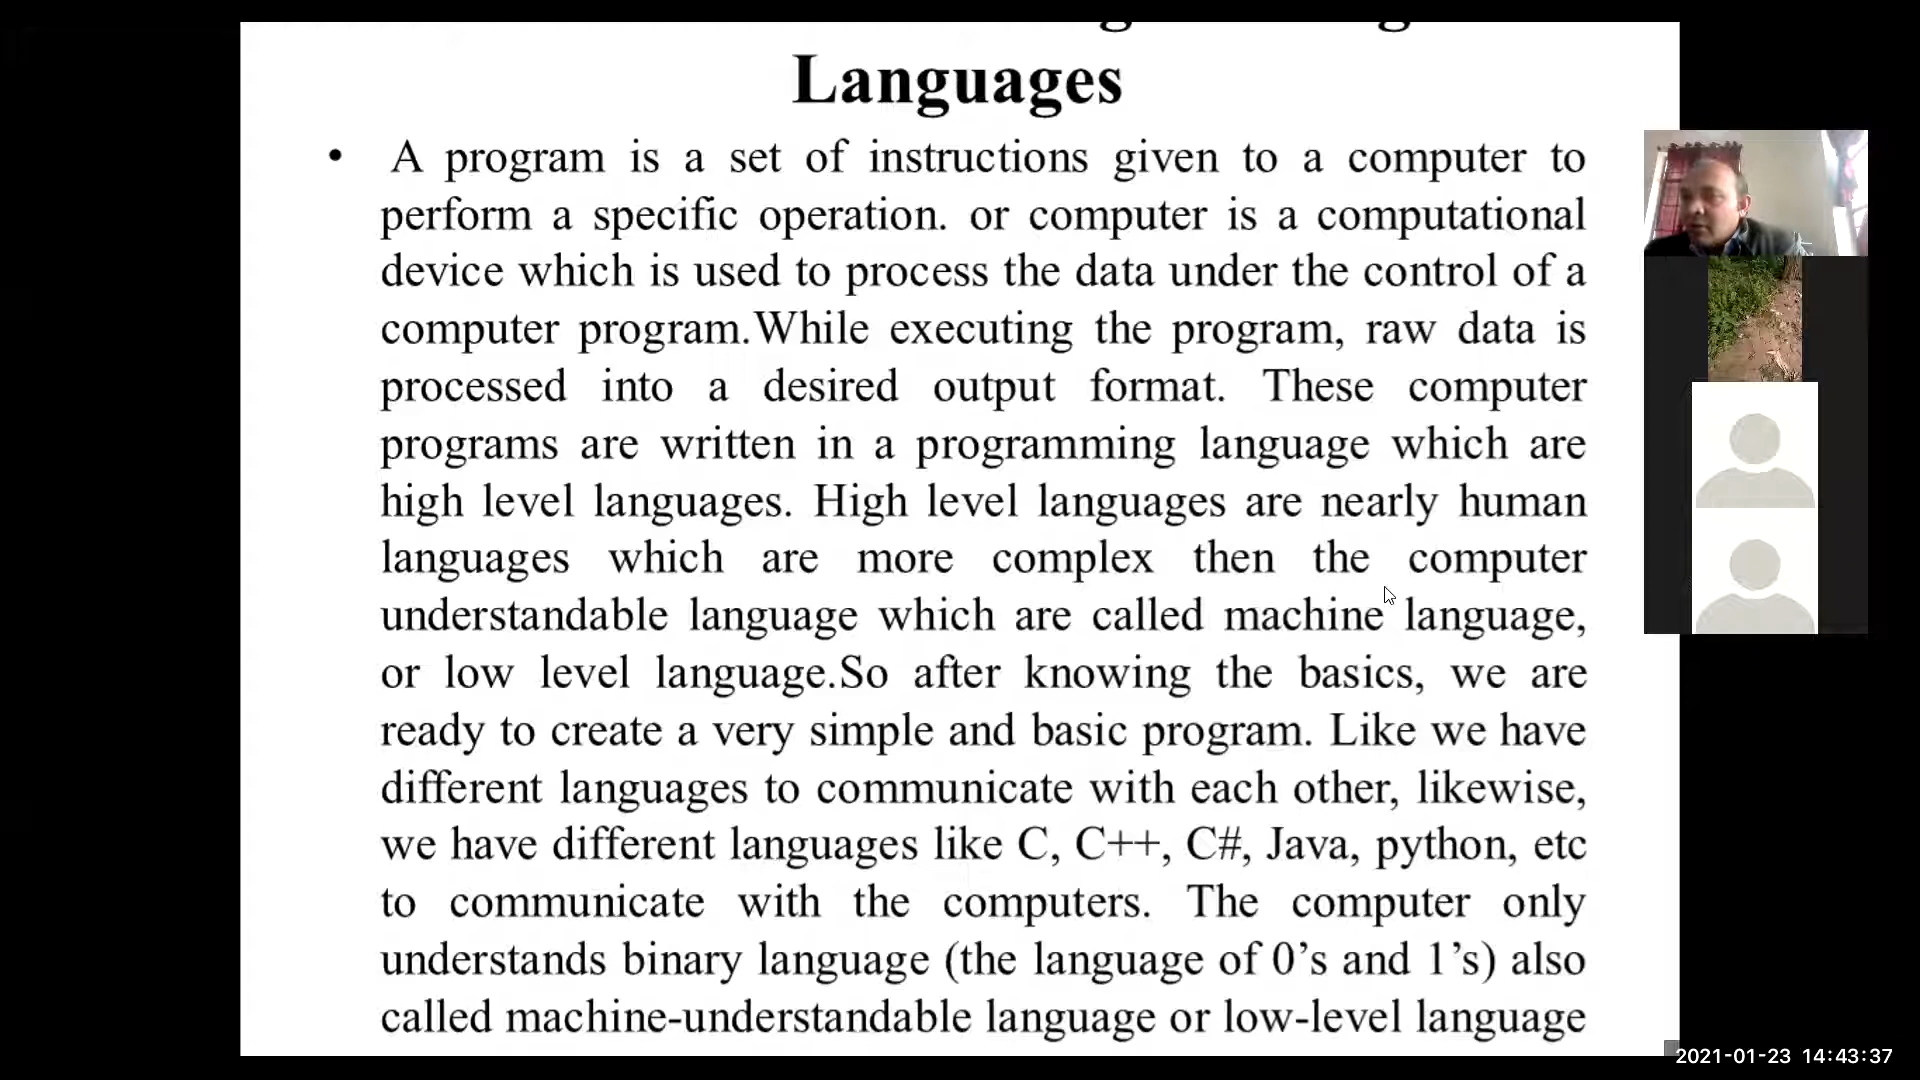 Languages
• A program is a set of instructions given to a computer to
perform a specific operation. or computer is a computational
device which is used to process the data under the control of a
computer program.While executing the program, raw data is
processed into a desired output format. These computer
programs are written in a programming language which are
high level languages. High level languages are nearly human
languages which are more complex then the computer
understandable language which are called machine language,
or low level language.So after knowing the basics, we are
ready to create a very simple and basic program. Like we have
different languages to communicate with each other, likewise,
we have different languages like C, C++, C#, Java, python, etc
to communicate with the computers. The computer only
understands binary language (the language of 0’s and 1’s) also
called machine-understandable language or low-level language
2021-01-23 14:43:37